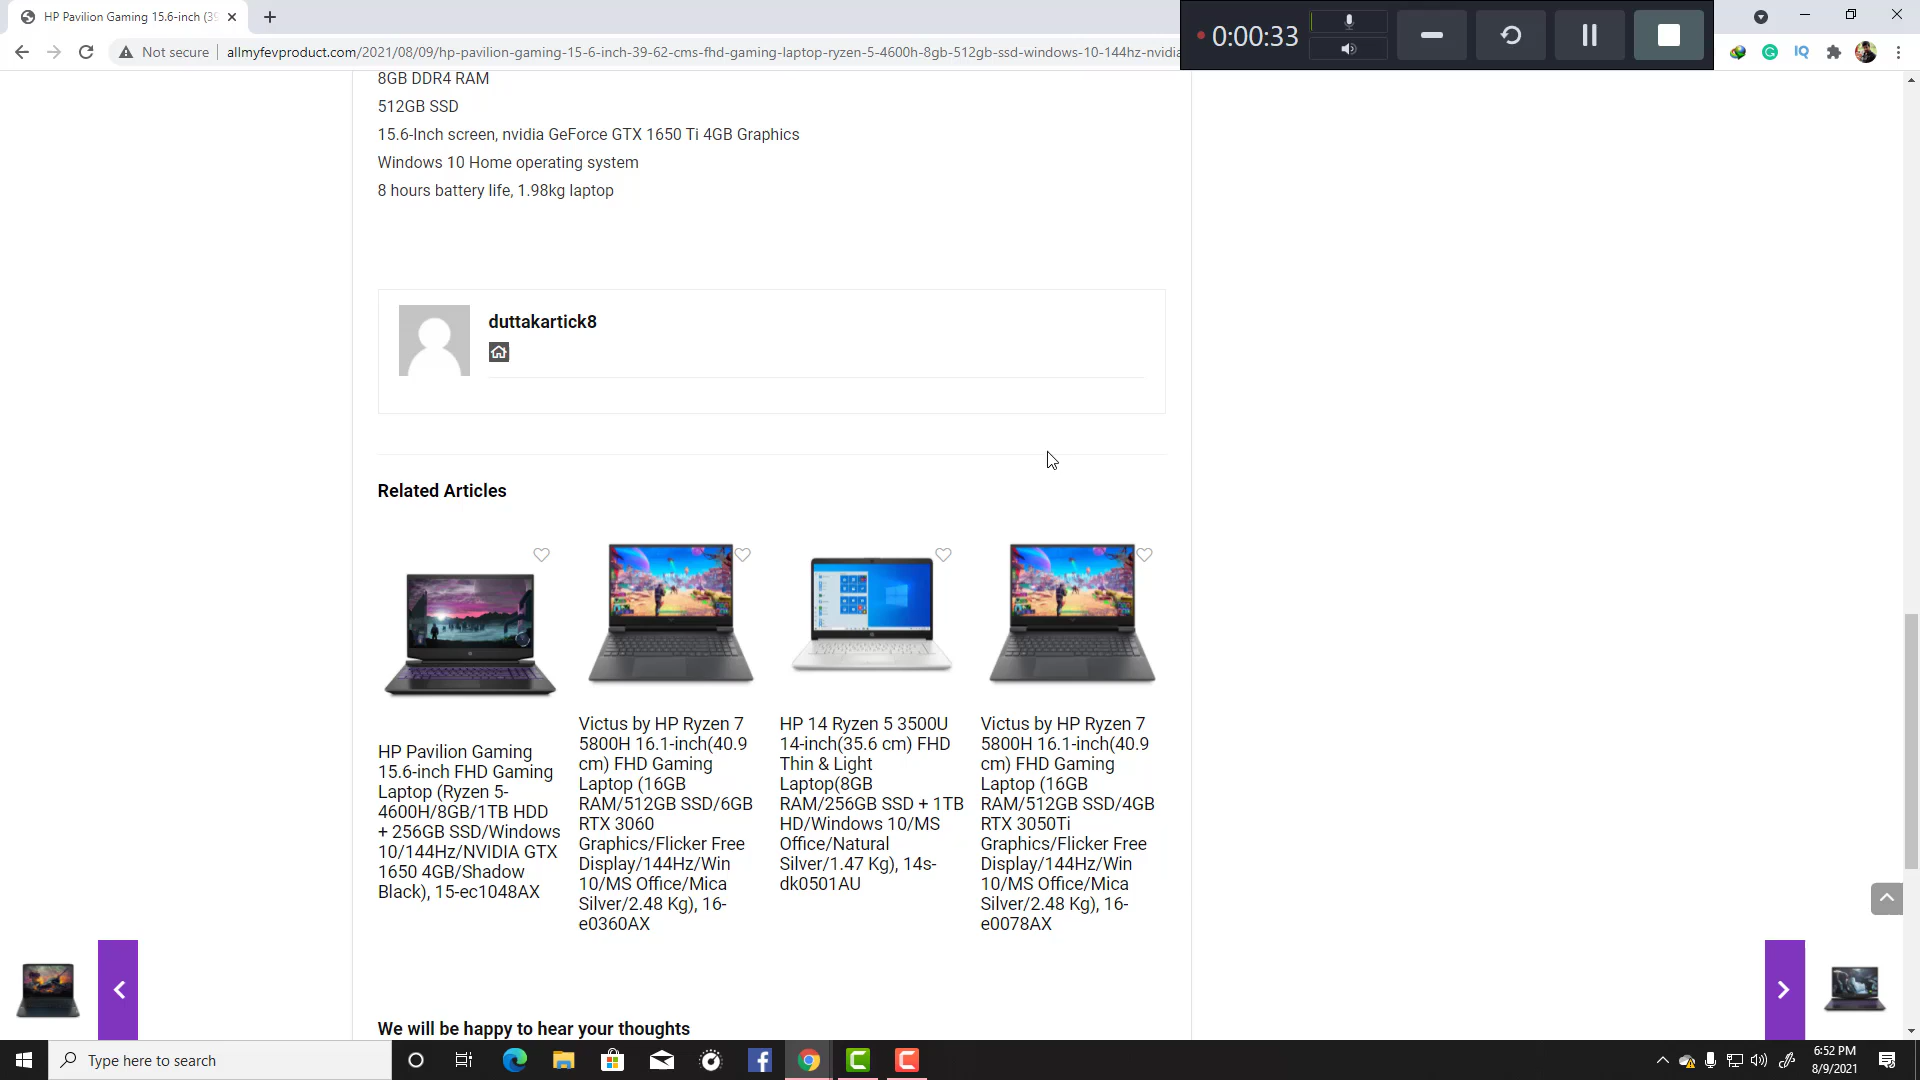 HP Pavilion Gaming 15.6-inch (39
0:00:33
Not secure
allmyfevproduct.com/2021/08/09/hp-pavilion-gaming-15-6-inch-39-62-cms-fhd-gaming-laptop-ryzen-5-4600h-8gb-512gb-ssd-windows-10-144hz-nvidia
8GB DDR4 RAM
512GB SSD
15.6-Inch screen, nvidia GeForce GTX 1650 Ti 4GB Graphics
Windows 10 Home operating system
8 hours battery life, 1.98kg laptop
duttakartick8
Related Articles
HP Pavilion Gaming
15.6-inch FHD Gaming
Laptop (Ryzen 5-
4600H/8GB/1TB HDD
+ 256GB SSD/Windows
10/144Hz/NVIDIA GTX
1650 4GB/Shadow
Black), 15-ec1048AX
Victus by HP Ryzen 7
5800H 16.1-inch(40.9
cm) FHD Gaming
Laptop (16GB
RAM/512GB SSD/6GB
RTX 3060
Graphics/Flicker Free
Display/144Hz/Win
10/MS Office/Mica
Silver/2.48 Kg), 16-
e0360AX
HP 14 Ryzen 5 3500U
14-inch(35.6 cm) FHD
Thin & Light
Laptop(8GB
RAM/256GB SSD + 1TB
HD/Windows 10/MS
Office/Natural
Silver/1.47 Kg), 14s-
dk0501AU
Victus by HP Ryzen 7
5800H 16.1-inch(40.9
cm) FHD Gaming
Laptop (16GB
RAM/512GB SSD/4GB
RTX 3050Ti
Graphics/Flicker Free
Display/144Hz/Win
10/MS Office/Mica
Silver/2.48 Kg), 16-
e0078AX
We will be happy to hear your thoughts
Type here to search
6:52 PM
8/9/2021